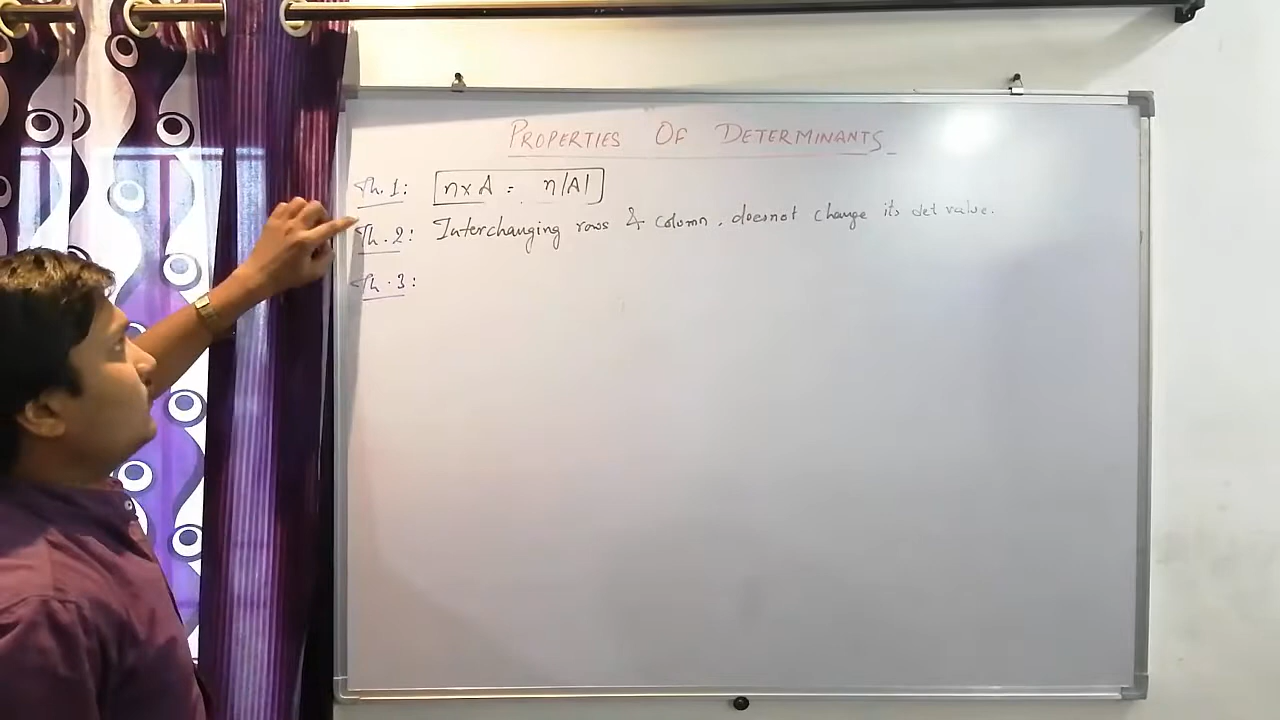 PROPERTIES OF DETERMINANTS
Th. 1: n x A = n|A|
Th. 2: Interchanging rows & column, doesnot change its det value.
Th. 3: